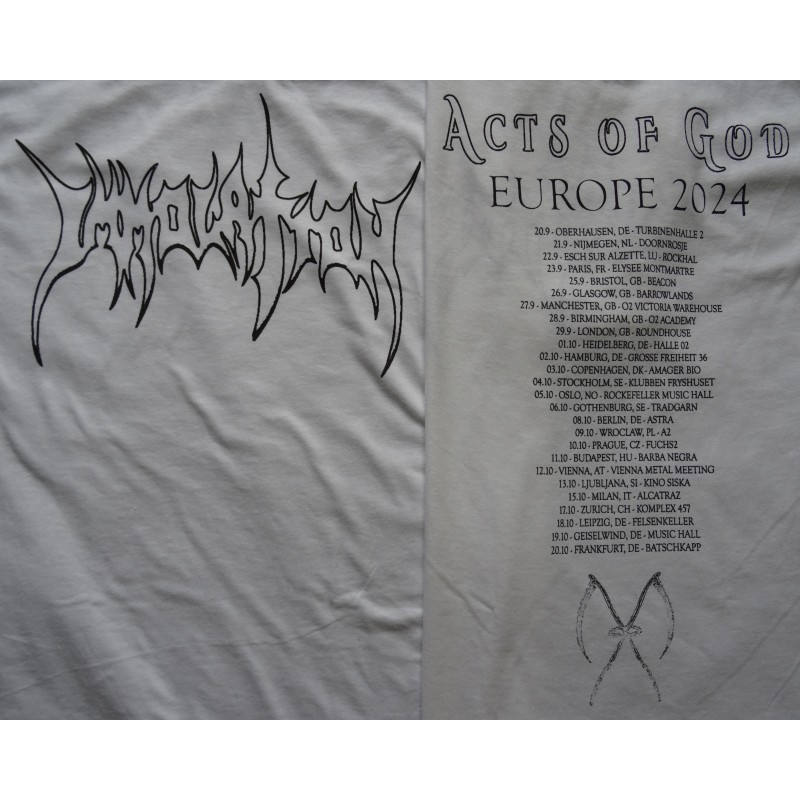 IMMOLATION
ACTS OF GOD
EUROPE 2024
20.9 - OBERHAUSEN, DE - TURBINENHALLE 2
21.9 - NIJMEGEN, NL - DOORNROSJE
22.9 - ESCH SUR ALZETTE, LU - ROCKHAL
23.9 - PARIS, FR - ELYSEE MONTMARTRE
25.9 - BRISTOL, GB - BEACON
26.9 - GLASGOW, GB - BARROWLANDS
27.9 - MANCHESTER, GB - O2 VICTORIA WAREHOUSE
28.9 - BIRMINGHAM, GB - O2 ACADEMY
29.9 - LONDON, GB - ROUNDHOUSE
01.10 - HEIDELBERG, DE - HALLE 02
02.10 - HAMBURG, DE - GROSSE FREIHEIT 36
03.10 - COPENHAGEN, DK - AMAGER BIO
04.10 - STOCKHOLM, SE - KLUBBEN FRYSHUSET
05.10 - OSLO, NO - ROCKEFELLER MUSIC HALL
06.10 - GOTHENBURG, SE - TRADGARN
08.10 - BERLIN, DE - ASTRA
09.10 - WROCLAW, PL - A2
10.10 - PRAGUE, CZ - FUCHS2
11.10 - BUDAPEST, HU - BARBA NEGRA
12.10 - VIENNA, AT - VIENNA METAL MEETING
13.10 - LJUBLJANA, SI - KINO SISKA
15.10 - MILAN, IT - ALCATRAZ
17.10 - ZURICH, CH - KOMPLEX 457
18.10 - LEIPZIG, DE - FELSENKELLER
19.10 - GEISELWIND, DE - MUSIC HALL
20.10 - FRANKFURT, DE - BATSCHKAPP